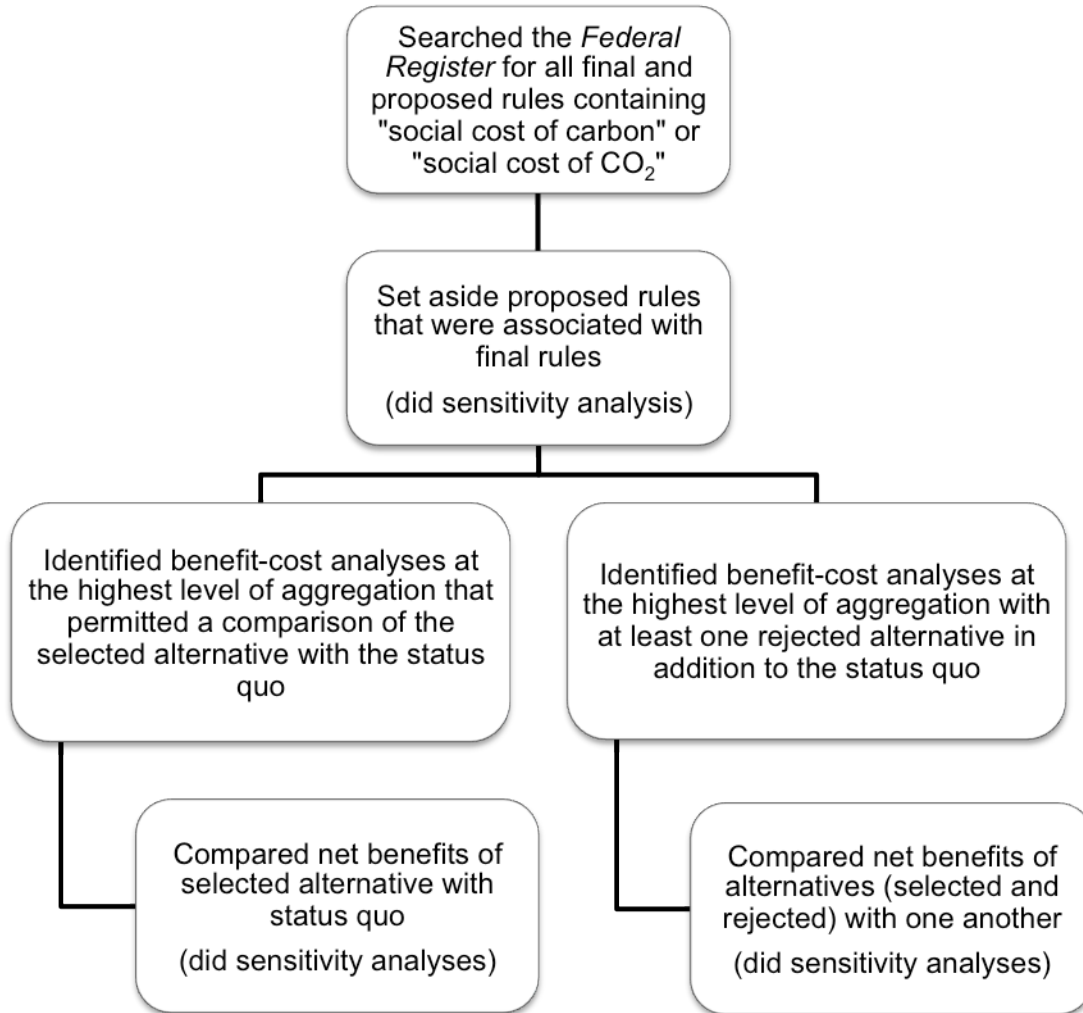 Searched the Federal
Register for all final and
proposed rules containing
"social cost of carbon" or
"social cost of CO₂"
Set aside proposed rules
that were associated with
final rules
(did sensitivity analysis)
Identified benefit-cost analyses at
the highest level of aggregation that
permitted a comparison of the
selected alternative with the status
quo
Identified benefit-cost analyses at
the highest level of aggregation with
at least one rejected alternative in
addition to the status quo
Compared net benefits of
selected alternative with
status quo
(did sensitivity analyses)
Compared net benefits of
alternatives (selected and
rejected) with one another
(did sensitivity analyses)